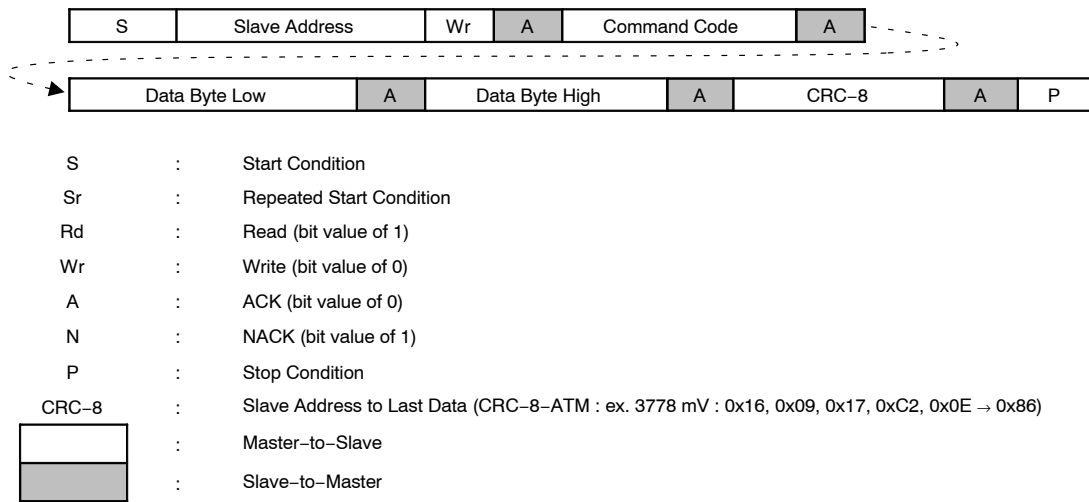 S Slave Address Wr A Command Code A
Data Byte Low A Data Byte High A CRC−8 A P
S : Start Condition
Sr : Repeated Start Condition
Rd : Read (bit value of 1)
Wr : Write (bit value of 0)
A : ACK (bit value of 0)
N : NACK (bit value of 1)
P : Stop Condition
CRC−8 : Slave Address to Last Data (CRC−8−ATM : ex. 3778 mV : 0x16, 0x09, 0x17, 0xC2, 0x0E → 0x86)
: Master−to−Slave
: Slave−to−Master